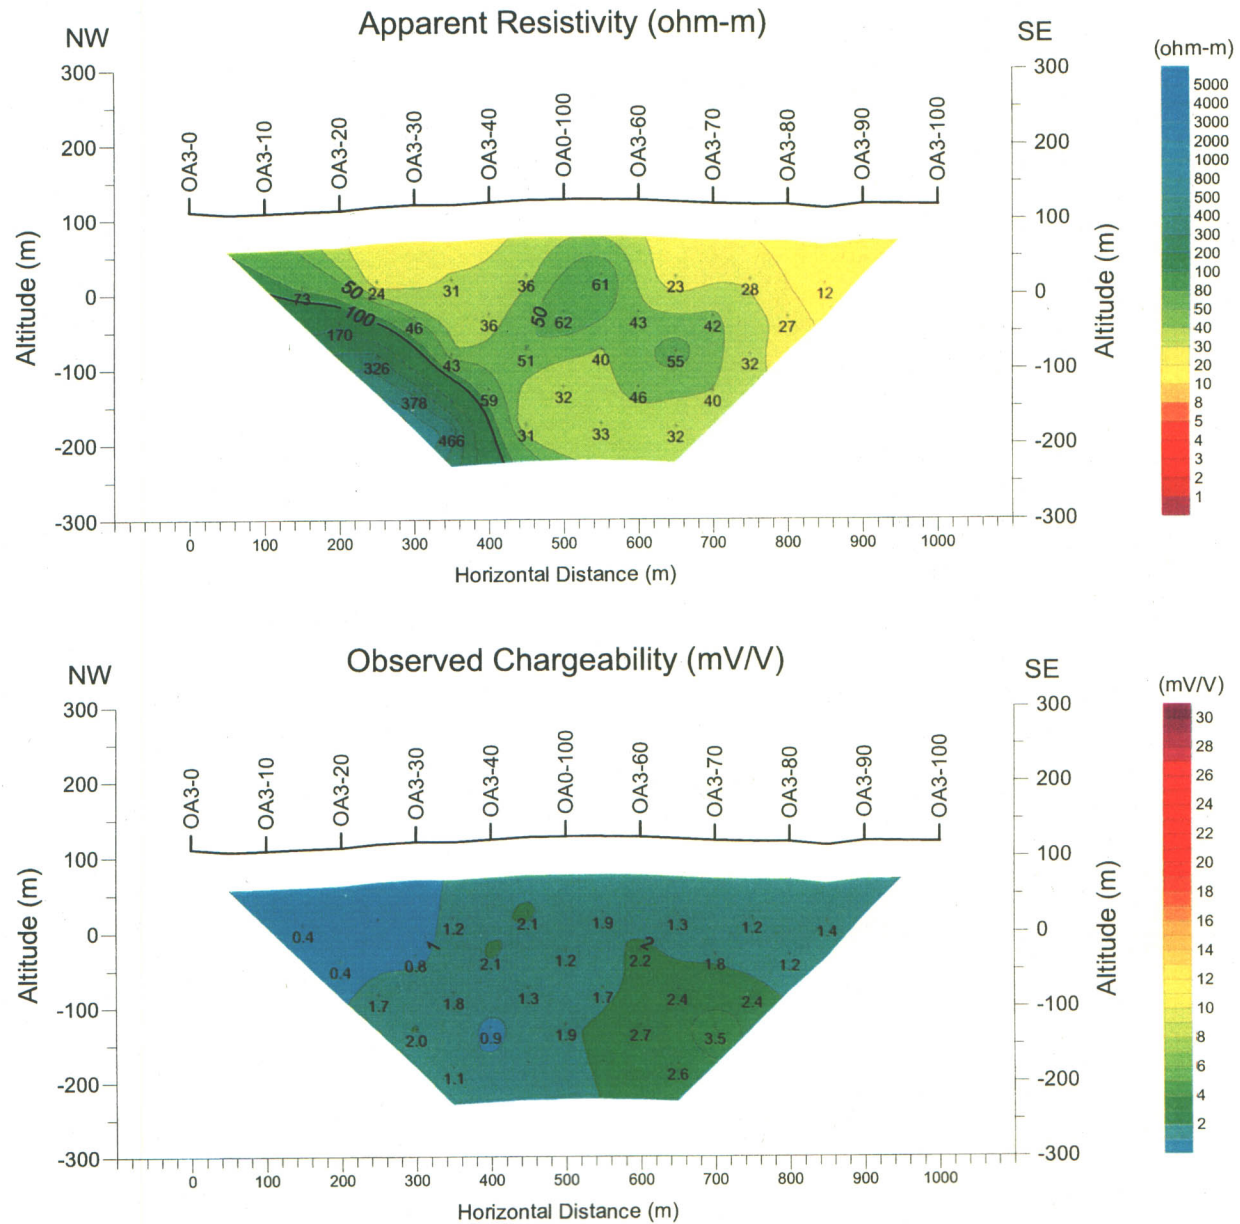 Apparent Resistivity (ohm-m)
NW
SE
(ohm-m)
300
200
100
0
-100
-200
-300
Altitude (m)
OA3-0
OA3-10
OA3-20
OA3-30
OA3-40
OA0-100
OA3-60
OA3-70
OA3-80
OA3-90
OA3-100
300
200
100
0
-100
-200
-300
Altitude (m)
5000
4000
3000
2000
1000
800
500
400
300
200
100
80
50
40
30
20
10
8
5
4
3
2
1
73 50 24 31 36 61 23 28 12
170 100 46 36 50 62 43 42 27
326 43 51 40 55 32
378 59 32 46 40
466 31 33 32
0 100 200 300 400 500 600 700 800 900 1000
Horizontal Distance (m)
Observed Chargeability (mV/V)
NW
SE
(mV/V)
300
200
100
0
-100
-200
-300
Altitude (m)
OA3-0
OA3-10
OA3-20
OA3-30
OA3-40
OA0-100
OA3-60
OA3-70
OA3-80
OA3-90
OA3-100
300
200
100
0
-100
-200
-300
Altitude (m)
30
28
26
24
22
20
18
16
14
12
10
8
6
4
2
0.4 1.2 2.1 1.9 1.3 1.2 1.4
0.4 0.8 1 2.1 1.2 2.2 2 1.8 1.2
1.7 1.8 1.3 1.7 2.4 2.4
2.0 0.9 1.9 2.7 3.5
1.1 2.6
0 100 200 300 400 500 600 700 800 900 1000
Horizontal Distance (m)